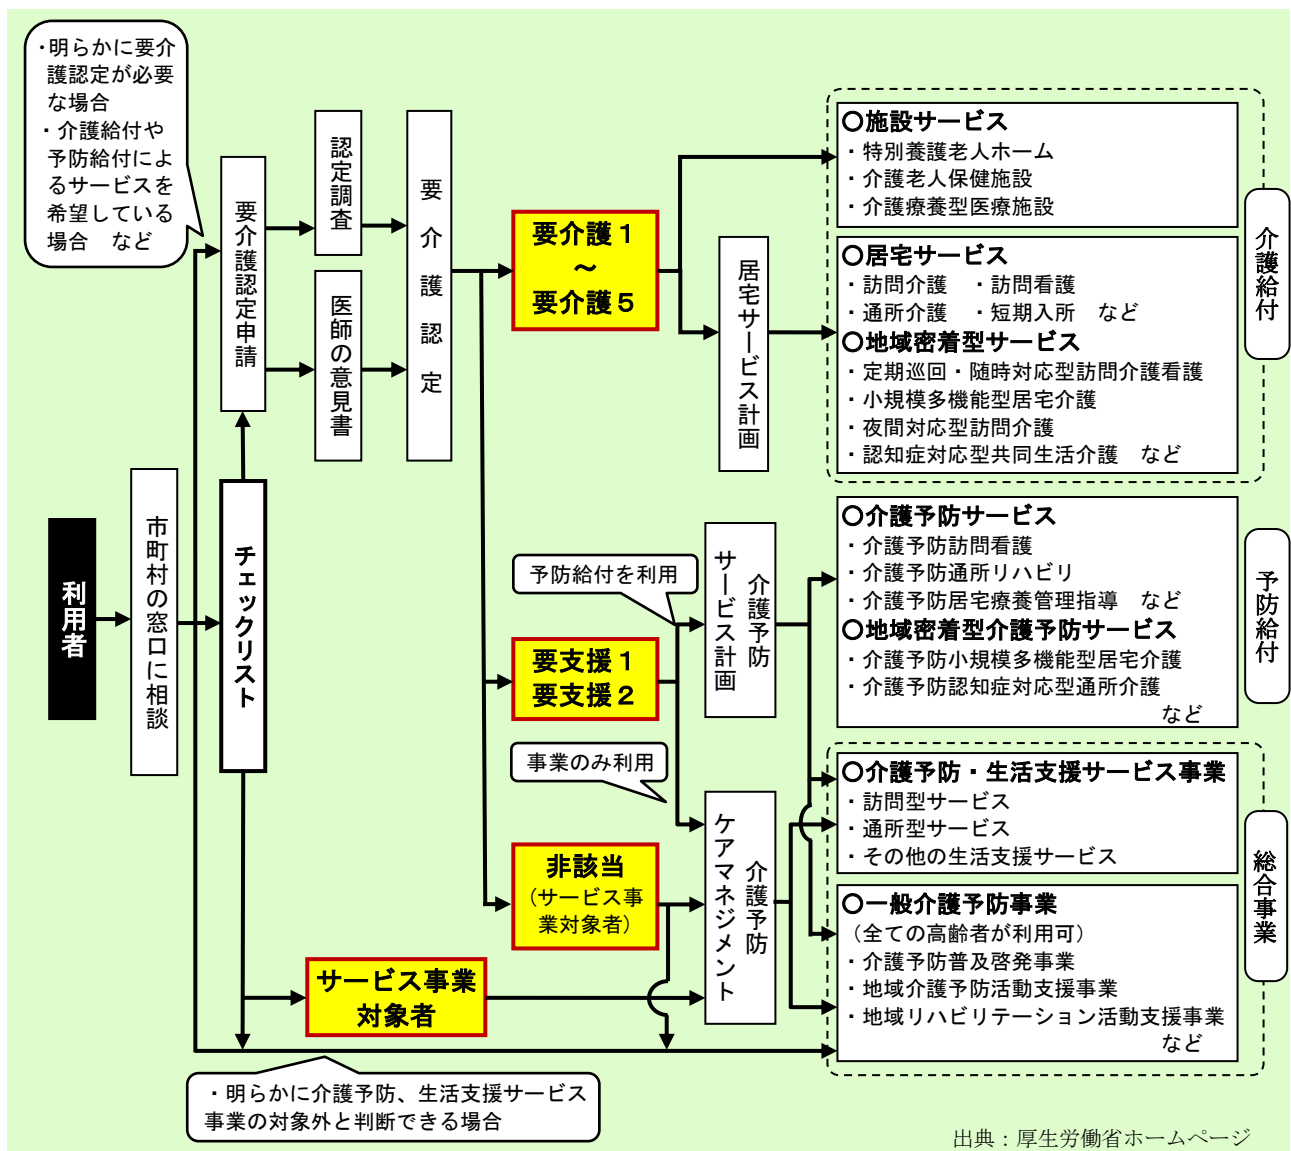 ・明らかに要介
護認定が必要
な場合
・介護給付や
予防給付によ
るサービスを
希望している
場合　など
利用者
市町村の窓口に相談
チェックリスト
要介護認定申請
認定調査
医師の意見書
要介護認定
要介護１
～
要介護５
居宅サービス計画
〇施設サービス
・特別養護老人ホーム
・介護老人保健施設
・介護療養型医療施設
〇居宅サービス
・訪問介護　・訪問看護
・通所介護　・短期入所　など
〇地域密着型サービス
・定期巡回・随時対応型訪問介護看護
・小規模多機能型居宅介護
・夜間対応型訪問介護
・認知症対応型共同生活介護　など
介護給付
予防給付を利用
要支援１
要支援２
事業のみ利用
介護予防
サービス計画
〇介護予防サービス
・介護予防訪問看護
・介護予防通所リハビリ
・介護予防居宅療養管理指導　など
〇地域密着型介護予防サービス
・介護予防小規模多機能型居宅介護
・介護予防認知症対応型通所介護
など
予防給付
非該当
（サービス事
業対象者）
サービス事業
対象者
介護予防
ケアマネジメント
〇介護予防・生活支援サービス事業
・訪問型サービス
・通所型サービス
・その他の生活支援サービス
〇一般介護予防事業
（全ての高齢者が利用可）
・介護予防普及啓発事業
・地域介護予防活動支援事業
・地域リハビリテーション活動支援事業
など
総合事業
・明らかに介護予防、生活支援サービス
事業の対象外と判断できる場合
出典：厚生労働省ホームページ